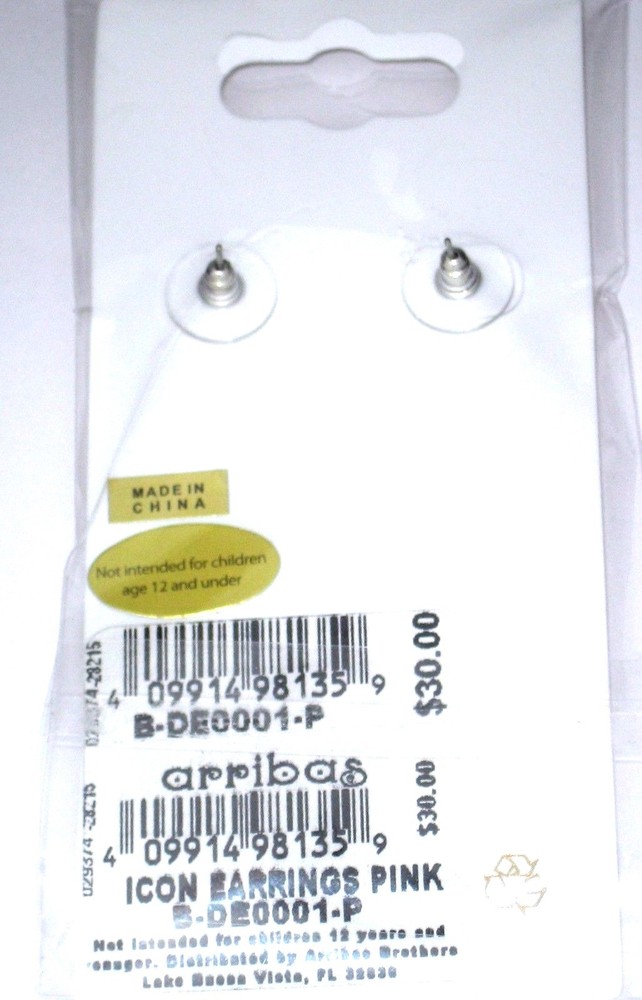 MADE IN
CHINA
Not intended for children
age 12 and under
$30.00
4 09914 98135 9
B-DE0001-P
arribas
$30.00
029374-28215
4 09914 98135 9
ICON EARRINGS PINK
B-DE0001-P
Not intended for children 12 years and
younger. Distributed by Arribas Brothers
Lake Buena Vista, FL 32830